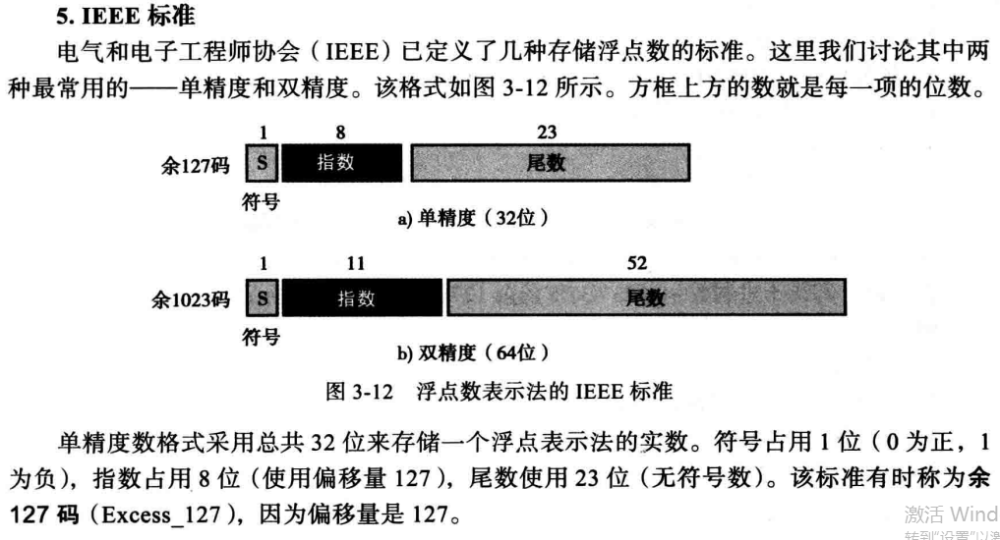 5. IEEE 标准
电气和电子工程师协会（IEEE）已定义了几种存储浮点数的标准。这里我们讨论其中两
种最常用的——单精度和双精度。该格式如图 3-12 所示。方框上方的数就是每一项的位数。
1 8 23
余127码 S 指数 尾数
符号
a) 单精度（32位）
1 11 52
余1023码 S 指数 尾数
符号
b) 双精度（64位）
图 3-12 浮点数表示法的 IEEE 标准
单精度数格式采用总共 32 位来存储一个浮点表示法的实数。符号占用 1 位（0 为正，1
为负），指数占用 8 位（使用偏移量 127），尾数使用 23 位（无符号数）。该标准有时称为余
127 码（Excess_127），因为偏移量是 127。
激活 Wind
转到"设置"以激